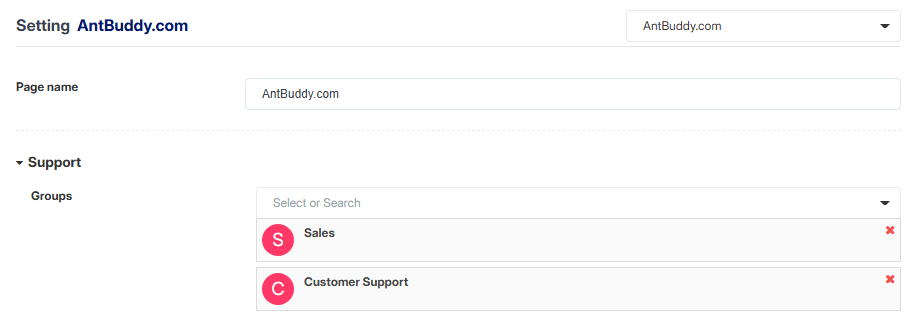 Setting AntBuddy.com
AntBuddy.com
Page name
AntBuddy.com
Support
Groups
Select or Search
S
Sales
C
Customer Support